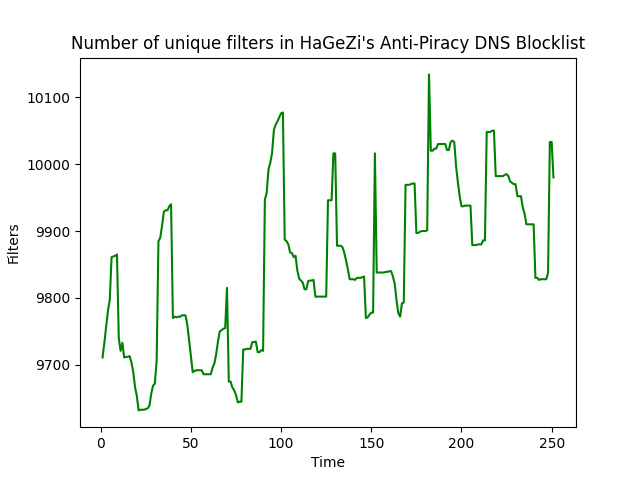 Number of unique filters in HaGeZi's Anti-Piracy DNS Blocklist
10100
10000
9900
9800
9700
Filters
0 50 100 150 200 250
Time